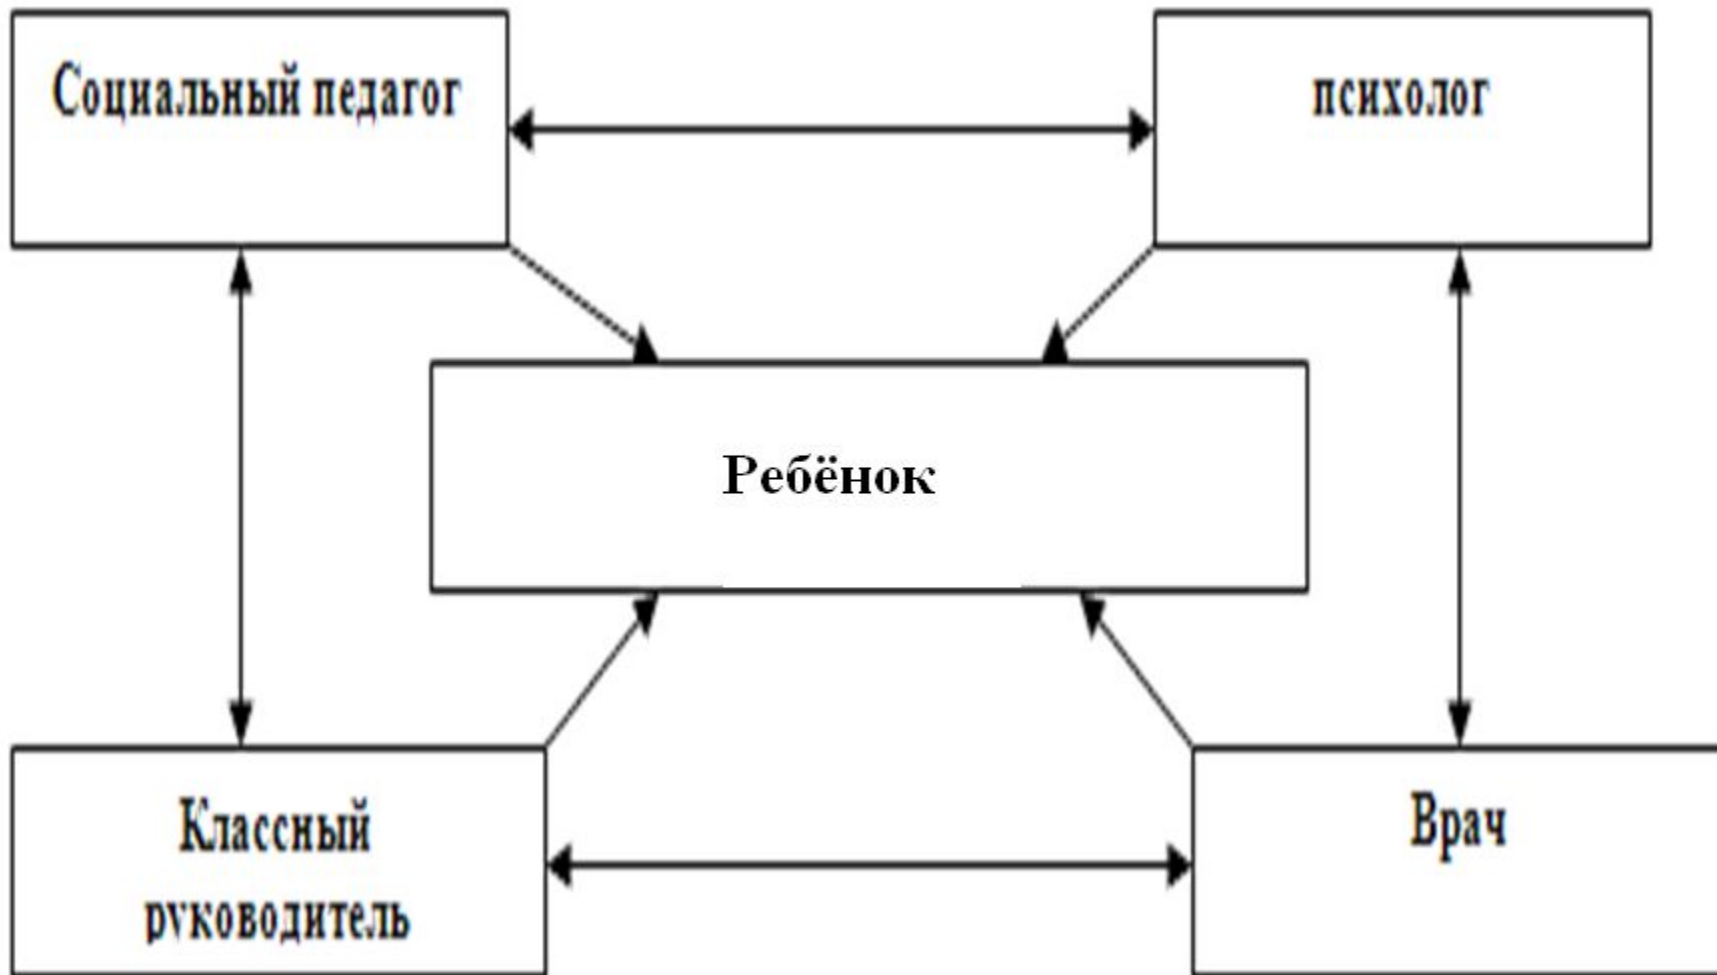 Социальный педагог
психолог
Ребёнок
Классный
руководитель
Врач